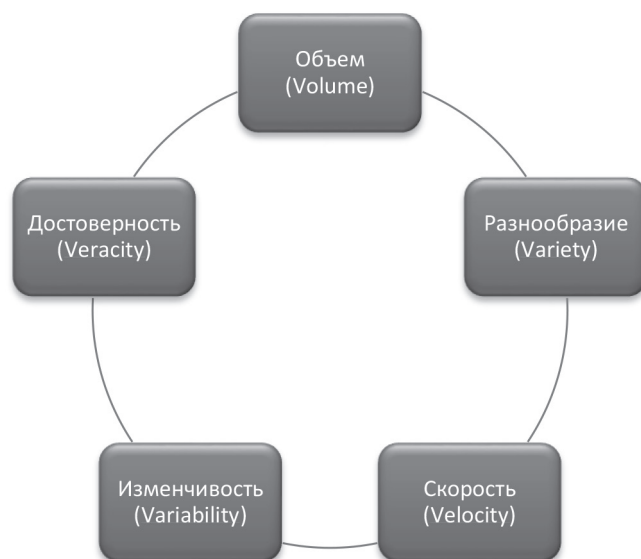 Объем
(Volume)
Разнообразие
(Variety)
Скорость
(Velocity)
Изменчивость
(Variability)
Достоверность
(Veracity)